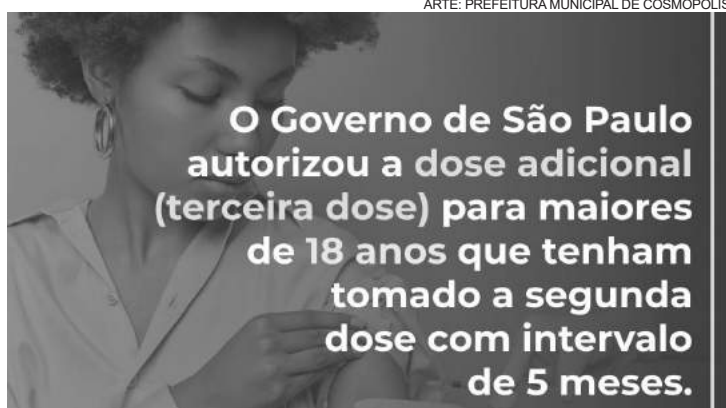 ARTE: PREFEITURA MUNICIPAL DE COSMÓPOLIS
O Governo de São Paulo
autorizou a dose adicional
(terceira dose) para maiores
de 18 anos que tenham
tomado a segunda
dose com intervalo
de 5 meses.